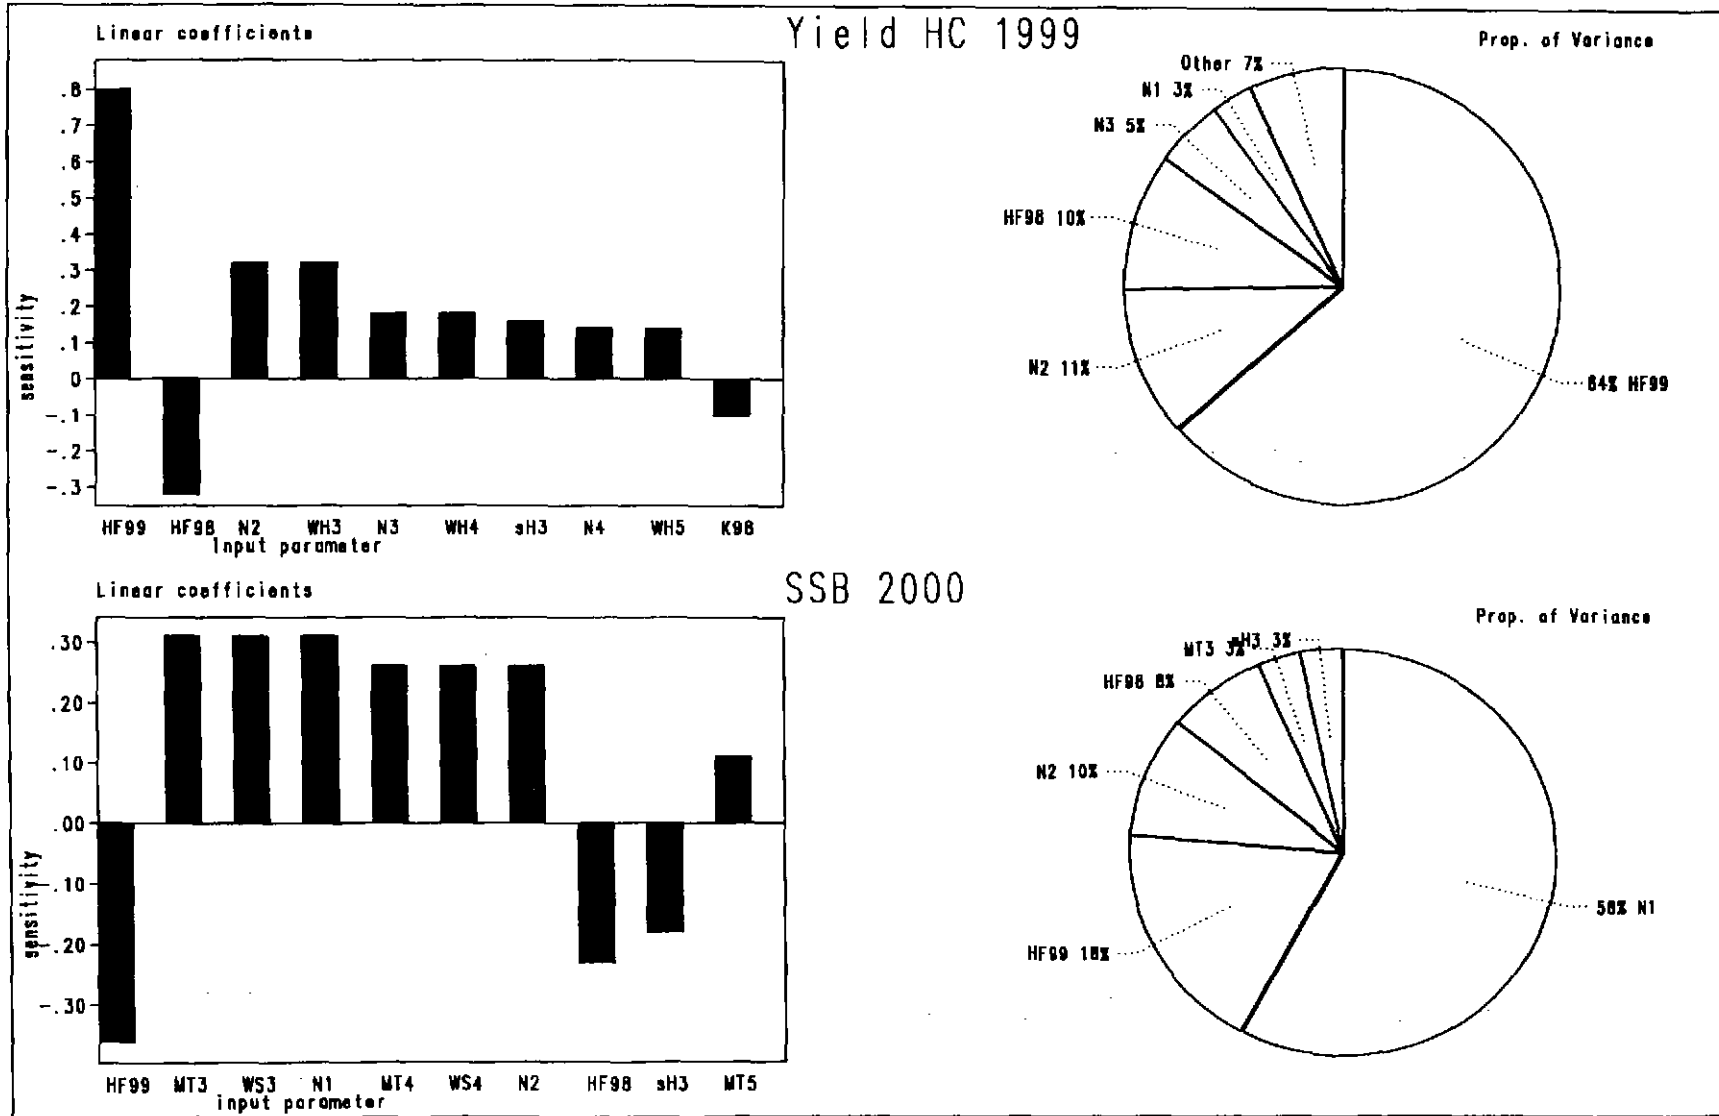 Yield HC 1999
Linear coefficients
.8
.7
.6
.5
.4
.3
.2
.1
0
-.1
-.2
-.3
sensitivity
HF99 HF98 N2 WH3 N3 WH4 sH3 N4 WH5 K98
Input parameter
Prop. of Variance
Other 7%
N1 3%
N3 5%
HF98 10%
N2 11%
64% HF99
SSB 2000
Linear coefficients
.30
.20
.10
.00
-.10
-.20
-.30
sensitivity
HF99 MT3 WS3 N1 MT4 WS4 N2 HF98 sH3 MT5
input parameter
Prop. of Variance
sH3 3%
MT3 3%
HF98 8%
N2 10%
HF99 18%
58% N1